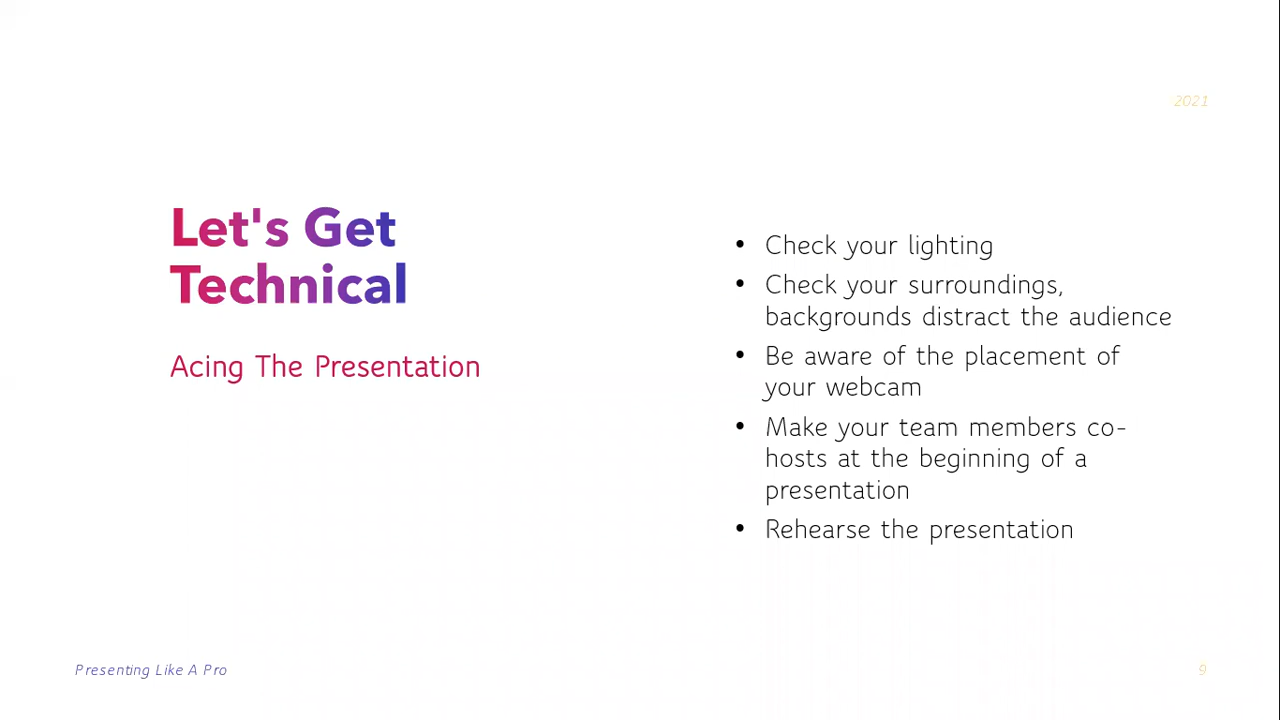 2021
Let's Get
Technical
Acing The Presentation
• Check your lighting
• Check your surroundings,
backgrounds distract the audience
• Be aware of the placement of
your webcam
• Make your team members co-
hosts at the beginning of a
presentation
• Rehearse the presentation
Presenting Like A Pro
9